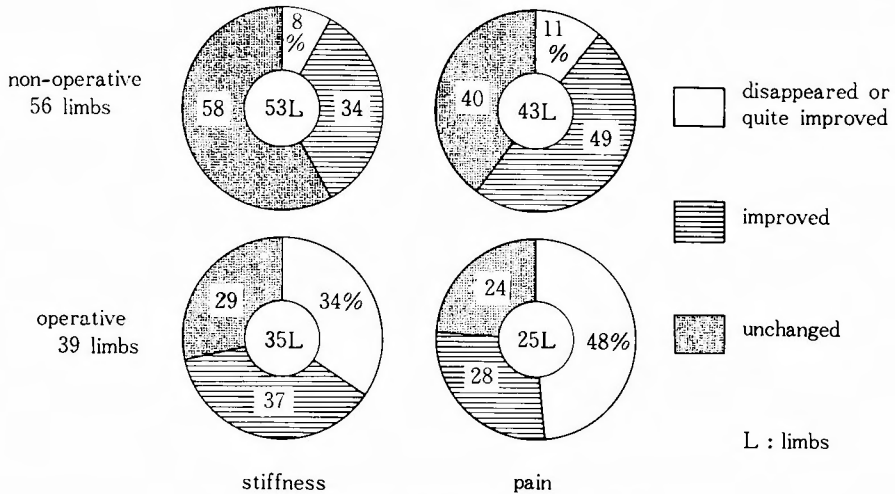 non-operative
56 limbs
8
%
58
53L
34
11
%
40
43L
49
disappeared or
quite improved
improved
operative
39 limbs
29
34%
35L
37
24
48%
25L
28
unchanged
L : limbs
stiffness
pain